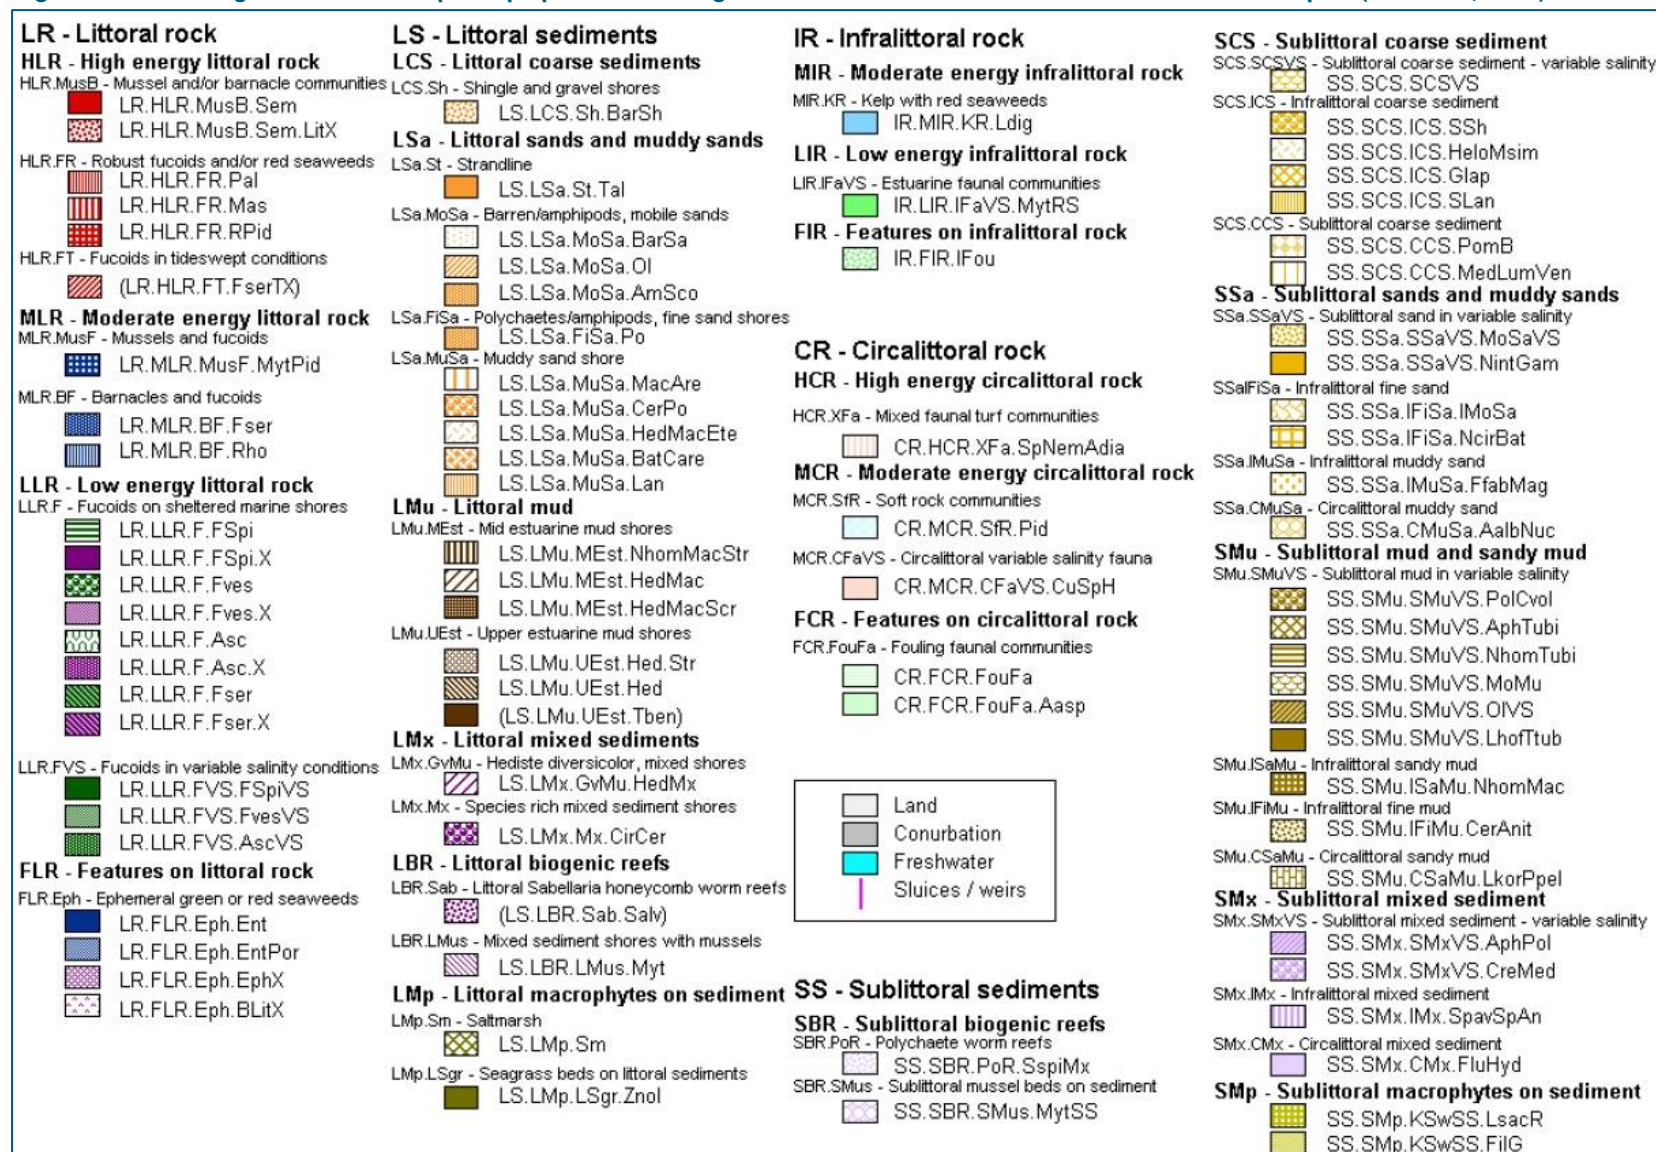 LR - Littoral rock
HLR - High energy littoral rock
HLR.MusB - Mussel and/or barnacle communities
LR.HLR.MusB.Sem
LR.HLR.MusB.Sem.LitX
HLR.FR - Robust fucoids and/or red seaweeds
LR.HLR.FR.Pal
LR.HLR.FR.Mas
LR.HLR.FR.RPid
HLR.FT - Fucoids in tideswept conditions
(LR.HLR.FT.FserTX)
MLR - Moderate energy littoral rock
MLR.MusF - Mussels and fucoids
LR.MLR.MusF.MytPid
MLR.BF - Barnacles and fucoids
LR.MLR.BF.Fser
LR.MLR.BF.Rho
LLR - Low energy littoral rock
LLR.F - Fucoids on sheltered marine shores
LR.LLR.F.FSpi
LR.LLR.F.FSpi.X
LR.LLR.F.Fves
LR.LLR.F.Fves.X
LR.LLR.F.Asc
LR.LLR.F.Asc.X
LR.LLR.F.Fser
LR.LLR.F.Fser.X
LLR.FVS - Fucoids in variable salinity conditions
LR.LLR.FVS.FSpiVS
LR.LLR.FVS.FvesVS
LR.LLR.FVS.AscVS
FLR - Features on littoral rock
FLR.Eph - Ephemeral green or red seaweeds
LR.FLR.Eph.Ent
LR.FLR.Eph.EntPor
LR.FLR.Eph.EphX
LR.FLR.Eph.BLitX
LS - Littoral sediments
LCS - Littoral coarse sediments
LCS.Sh - Shingle and gravel shores
LS.LCS.Sh.BarSh
LSa - Littoral sands and muddy sands
LSa.St - Strandline
LS.LSa.St.Tal
LSa.MoSa - Barren/amphipods, mobile sands
LS.LSa.MoSa.BarSa
LS.LSa.MoSa.Ol
LS.LSa.MoSa.AmSco
LSa.FiSa - Polychaetes/amphipods, fine sand shores
LS.LSa.FiSa.Po
LSa.MuSa - Muddy sand shore
LS.LSa.MuSa.MacAre
LS.LSa.MuSa.CerPo
LS.LSa.MuSa.HedMacEte
LS.LSa.MuSa.BatCare
LS.LSa.MuSa.Lan
LMu - Littoral mud
LMu.MEst - Mid estuarine mud shores
LS.LMu.MEst.NhomMacStr
LS.LMu.MEst.HedMac
LS.LMu.MEst.HedMacScr
LMu.UEst - Upper estuarine mud shores
LS.LMu.UEst.Hed.Str
LS.LMu.UEst.Hed
(LS.LMu.UEst.Tben)
LMx - Littoral mixed sediments
LMx.GvMu - Hediste diversicolor, mixed shores
LS.LMx.GvMu.HedMx
LMx.Mx - Species rich mixed sediment shores
LS.LMx.Mx.CirCer
LBR - Littoral biogenic reefs
LBR.Sab - Littoral Sabellaria honeycomb worm reefs
(LS.LBR.Sab.Salv)
LBR.LMus - Mixed sediment shores with mussels
LS.LBR.LMus.Myt
LMp - Littoral macrophytes on sediment
LMp.Sm - Saltmarsh
LS.LMp.Sm
LMp.LSgr - Seagrass beds on littoral sediments
LS.LMp.LSgr.Znol
IR - Infralittoral rock
MIR - Moderate energy infralittoral rock
MIR.KR - Kelp with red seaweeds
IR.MIR.KR.Ldig
LIR - Low energy infralittoral rock
LIR.IFaVS - Estuarine faunal communities
IR.LIR.IFaVS.MytRS
FIR - Features on infralittoral rock
IR.FIR.IFou
CR - Circalittoral rock
HCR - High energy circalittoral rock
HCR.XFa - Mixed faunal turf communities
CR.HCR.XFa.SpNemAdia
MCR - Moderate energy circalittoral rock
MCR.SfR - Soft rock communities
CR.MCR.SfR.Pid
MCR.CFaVS - Circalittoral variable salinity fauna
CR.MCR.CFaVS.CuSpH
FCR - Features on circalittoral rock
FCR.FouFa - Fouling faunal communities
CR.FCR.FouFa
CR.FCR.FouFa.Aasp
Land
Conurbation
Freshwater
Sluices / weirs
SS - Sublittoral sediments
SBR - Sublittoral biogenic reefs
SBR.PoR - Polychaete worm reefs
SS.SBR.PoR.SspiMx
SBR.SMus - Sublittoral mussel beds on sediment
SS.SBR.SMus.MytSS
SCS - Sublittoral coarse sediment
SCS.SCSVS - Sublittoral coarse sediment - variable salinity
SS.SCS.SCSVS
SCS.ICS - Infralittoral coarse sediment
SS.SCS.ICS.SSh
SS.SCS.ICS.HeloMsim
SS.SCS.ICS.Glap
SS.SCS.ICS.SLan
SCS.CCS - Sublittoral coarse sediment
SS.SCS.CCS.PomB
SS.SCS.CCS.MedLumVen
SSa - Sublittoral sands and muddy sands
SSa.SSaVS - Sublittoral sand in variable salinity
SS.SSa.SSaVS.MoSaVS
SS.SSa.SSaVS.NintGam
SSaIFiSa - Infralittoral fine sand
SS.SSa.IFiSa.IMoSa
SS.SSa.IFiSa.NcirBat
SSa.IMuSa - Infralittoral muddy sand
SS.SSa.IMuSa.FfabMag
SSa.CMuSa - Circalittoral muddy sand
SS.SSa.CMuSa.AalbNuc
SMu - Sublittoral mud and sandy mud
SMu.SMuVS - Sublittoral mud in variable salinity
SS.SMu.SMuVS.PolCvol
SS.SMu.SMuVS.AphTubi
SS.SMu.SMuVS.NhomTubi
SS.SMu.SMuVS.MoMu
SS.SMu.SMuVS.OlVS
SS.SMu.SMuVS.LhofTtub
SMu.ISaMu - Infralittoral sandy mud
SS.SMu.ISaMu.NhomMac
SMu.IFiMu - Infralittoral fine mud
SS.SMu.IFiMu.CerAnit
SMu.CSaMu - Circalittoral sandy mud
SS.SMu.CSaMu.LkorPpel
SMx - Sublittoral mixed sediment
SMx.SMxVS - Sublittoral mixed sediment - variable salinity
SS.SMx.SMxVS.AphPol
SS.SMx.SMxVS.CreMed
SMx.IMx - Infralittoral mixed sediment
SS.SMx.IMx.SpavSpAn
SMx.CMx - Circalittoral mixed sediment
SS.SMx.CMx.FluHyd
SMp - Sublittoral macrophytes on sediment
SS.SMp.KSwSS.LsacR
SS.SMp.KSwSS.FilG